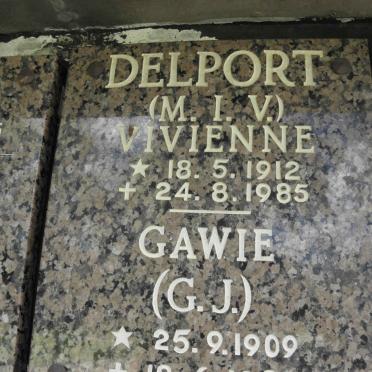 DELPORT
(M. I. V.)
VIVIENNE
★ 18. 5. 1912
✝ 24. 8. 1985
GAWIE
(G. J.)
★ 25. 9. 1909